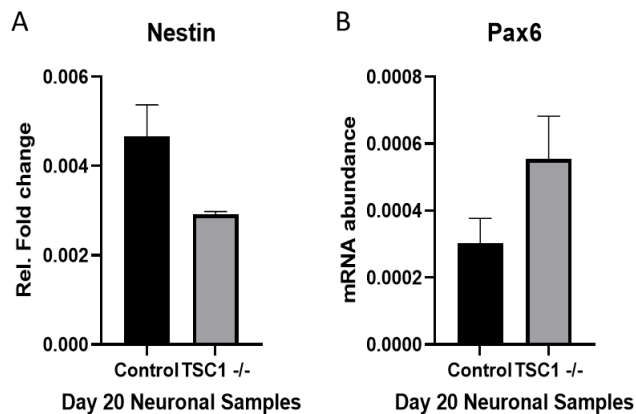 A
Nestin
Rel. Fold change
0.006
0.004
0.002
0.000
Control TSC1 -/-
Day 20 Neuronal Samples
B
Pax6
mRNA abundance
0.0008
0.0006
0.0004
0.0002
0.0000
Control TSC1 -/-
Day 20 Neuronal Samples